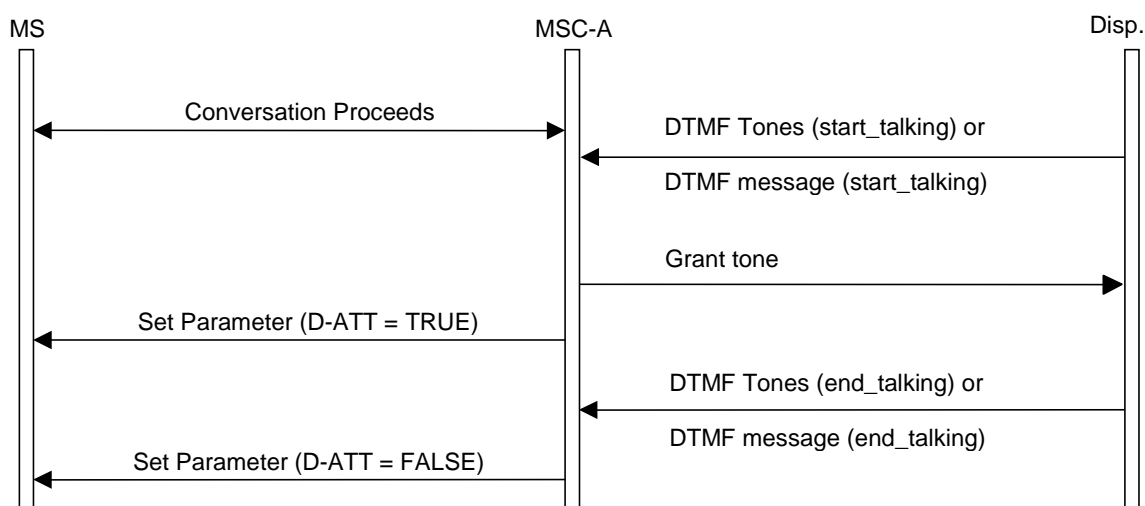 MS
MSC-A
Disp.
Conversation Proceeds
DTMF Tones (start_talking) or
DTMF message (start_talking)
Grant tone
Set Parameter (D-ATT = TRUE)
DTMF Tones (end_talking) or
DTMF message (end_talking)
Set Parameter (D-ATT = FALSE)